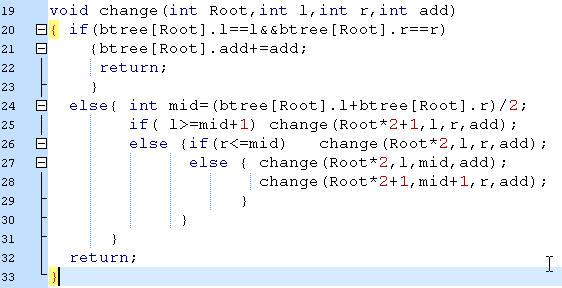 19 void change(int Root,int l,int r,int add)
20 { if(btree[Root].l==l&&btree[Root].r==r)
21 {btree[Root].add+=add;
22 return;
23 }
24 else{ int mid=(btree[Root].l+btree[Root].r)/2;
25 if( l>=mid+1) change(Root*2+1,l,r,add);
26 else {if(r<=mid) change(Root*2,l,r,add);
27 else { change(Root*2,l,mid,add);
28 change(Root*2+1,mid+1,r,add);
29 }
30 }
31 }
32 return;
33 }